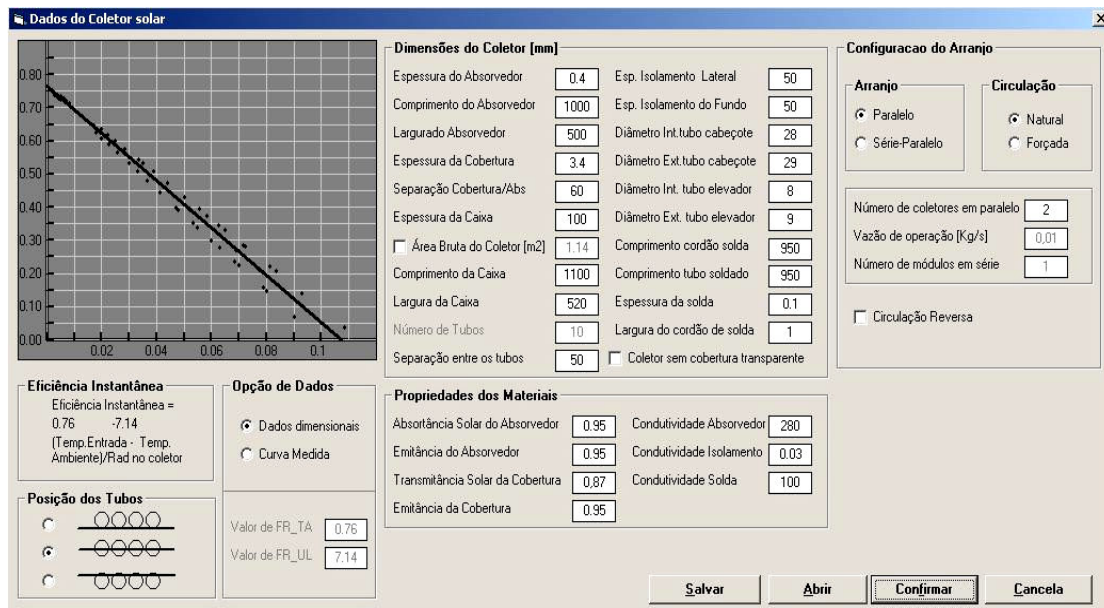 Dados do Coletor solar
0.80
0.70
0.60
0.50
0.40
0.30
0.20
0.10
0.00
0.02 0.04 0.06 0.08 0.1
Eficiência Instantânea
Eficiência Instantânea =
0.76 -7.14
(Temp.Entrada - Temp.
Ambiente)/Rad no coletor
Posição dos Tubos
Opção de Dados
Dados dimensionais
Curva Medida
Valor de FR_TA 0.76
Valor de FR_UL 7.14
Dimensões do Coletor [mm]
Espessura do Absorvedor 0.4
Comprimento do Absorvedor 1000
Largurado Absorvedor 500
Espessura da Cobertura 3.4
Separação Cobertura/Abs 60
Espessura da Caixa 100
Área Bruta do Coletor [m2] 1.14
Comprimento da Caixa 1100
Largura da Caixa 520
Número de Tubos 10
Separação entre os tubos 50
Esp. Isolamento Lateral 50
Esp. Isolamento do Fundo 50
Diâmetro Int.tubo cabeçote 28
Diâmetro Ext.tubo cabeçote 29
Diâmetro Int. tubo elevador 8
Diâmetro Ext. tubo elevador 9
Comprimento cordão solda 950
Comprimento tubo soldado 950
Espessura da solda 0.1
Largura do cordão de solda 1
Coletor sem cobertura transparente
Propriedades dos Materiais
Absortância Solar do Absorvedor 0.95
Emitância do Absorvedor 0.95
Transmitância Solar da Cobertura 0,87
Emitância da Cobertura 0.95
Condutividade Absorvedor 280
Condutividade Isolamento 0.03
Condutividade Solda 100
Configuracao do Arranjo
Arranjo
Paralelo
Série-Paralelo
Circulação
Natural
Forçada
Número de coletores em paralelo 2
Vazão de operação [Kg/s] 0,01
Número de módulos em série 1
Circulação Reversa
Salvar
Abrir
Confirmar
Cancela